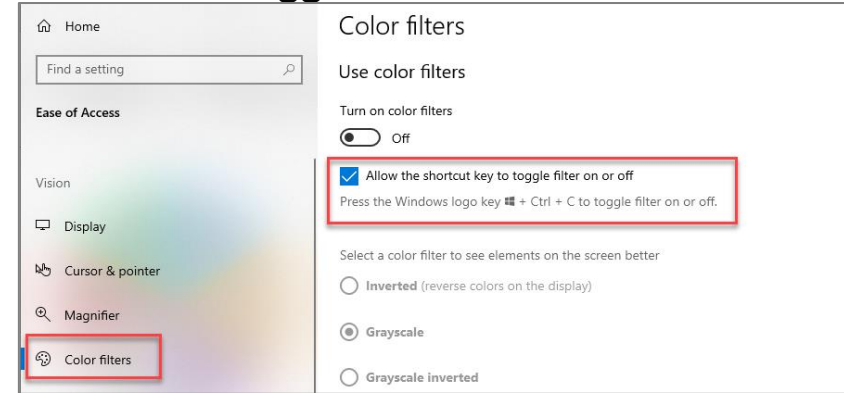 Home
Find a setting
Ease of Access
Vision
Display
Cursor & pointer
Magnifier
Color filters
Color filters
Use color filters
Turn on color filters
Off
Allow the shortcut key to toggle filter on or off
Press the Windows logo key + Ctrl + C to toggle filter on or off.
Select a color filter to see elements on the screen better
Inverted (reverse colors on the display)
Grayscale
Grayscale inverted